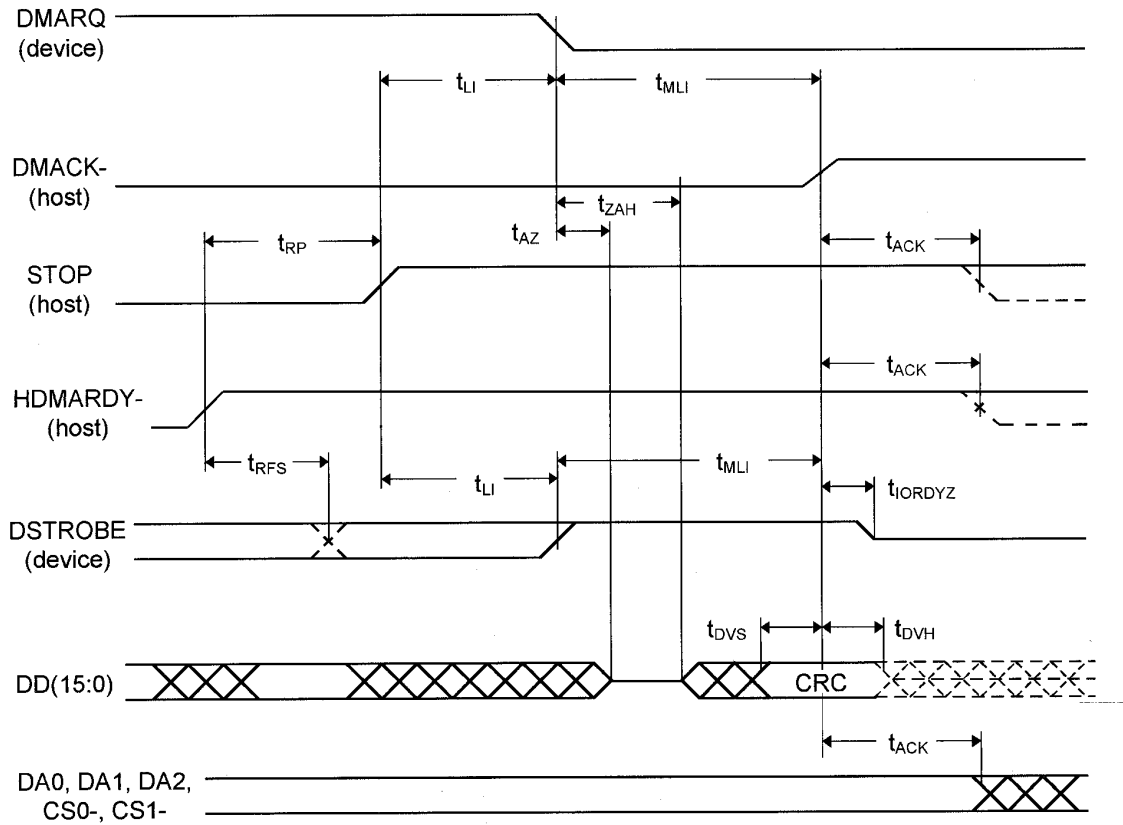 DMARQ
(device)
tLI
tMLI
DMACK-
(host)
tZAH
tAZ
tRP
tACK
STOP
(host)
tACK
HDMARDY-
(host)
tRFS
tLI
tMLI
tIORDYZ
DSTROBE
(device)
tDVS
tDVH
DD(15:0)
CRC
tACK
DA0, DA1, DA2,
CS0-, CS1-